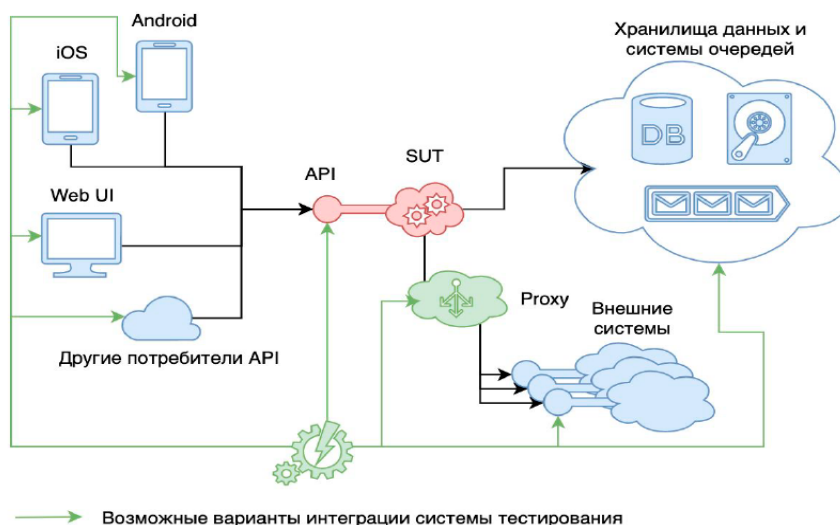 Android
iOS
Хранилища данных и
системы очередей
DB
API
SUT
Web UI
Proxy
Внешние
системы
Другие потребители API
Возможные варианты интеграции системы тестирования